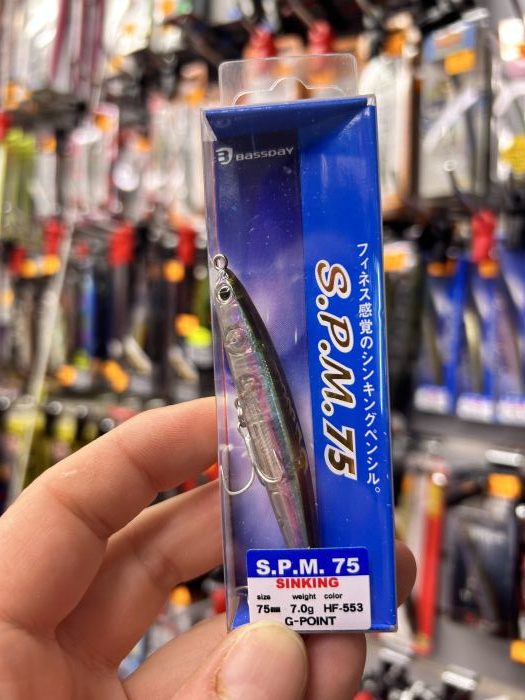 BASSDAY
フィネス感覚のシンキングペンシル。
S.P.M.75
S.P.M. 75
SINKING
size weight color
75mm 7.0g HF-553
G-POINT